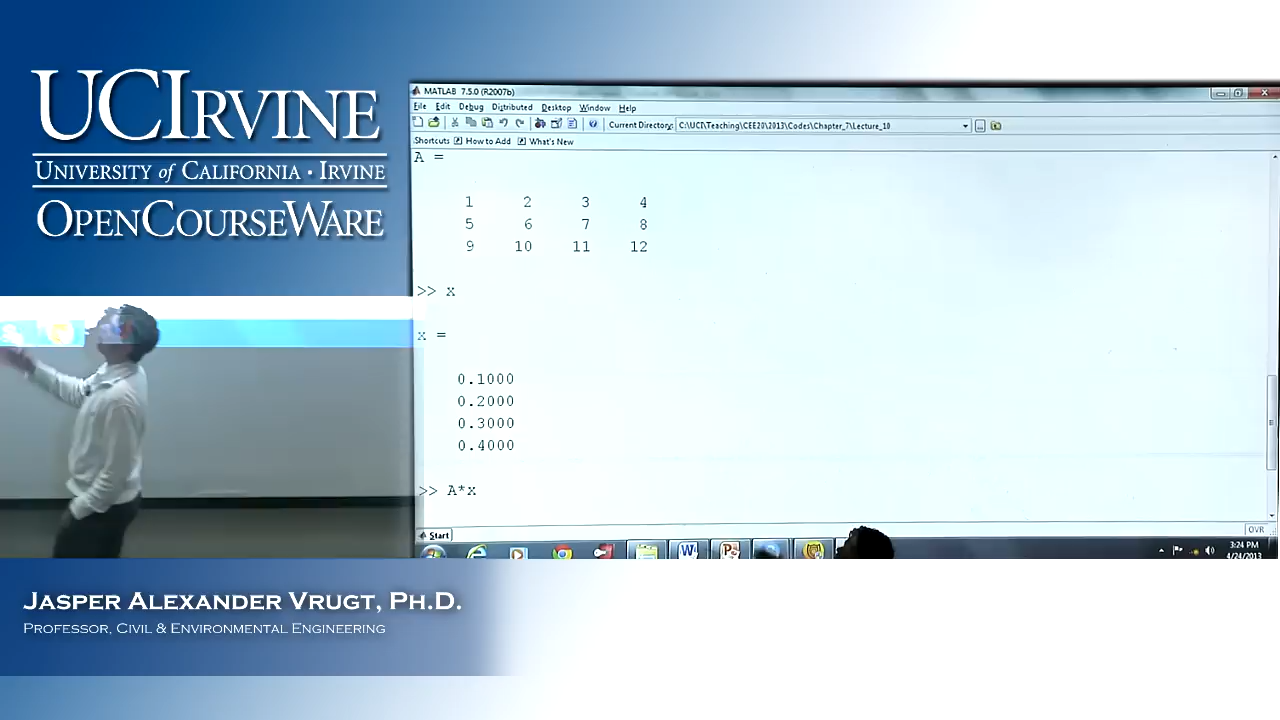 UCIRVINE
UNIVERSITY of CALIFORNIA · IRVINE
OPENCOURSEWARE
MATLAB 7.5.0 (R2007b)
File Edit Debug Distributed Desktop Window Help
Current Directory: C:\UCI\Teaching\CEE20\2013\Codes\Chapter_7\Lecture_10
Shortcuts How to Add What's New
A =
1 2 3 4
5 6 7 8
9 10 11 12
>> x
x =
0.1000
0.2000
0.3000
0.4000
>> A*x
Start
OVR
3:24 PM
4/24/2013
JASPER ALEXANDER VRUGT, PH.D.
PROFESSOR, CIVIL & ENVIRONMENTAL ENGINEERING